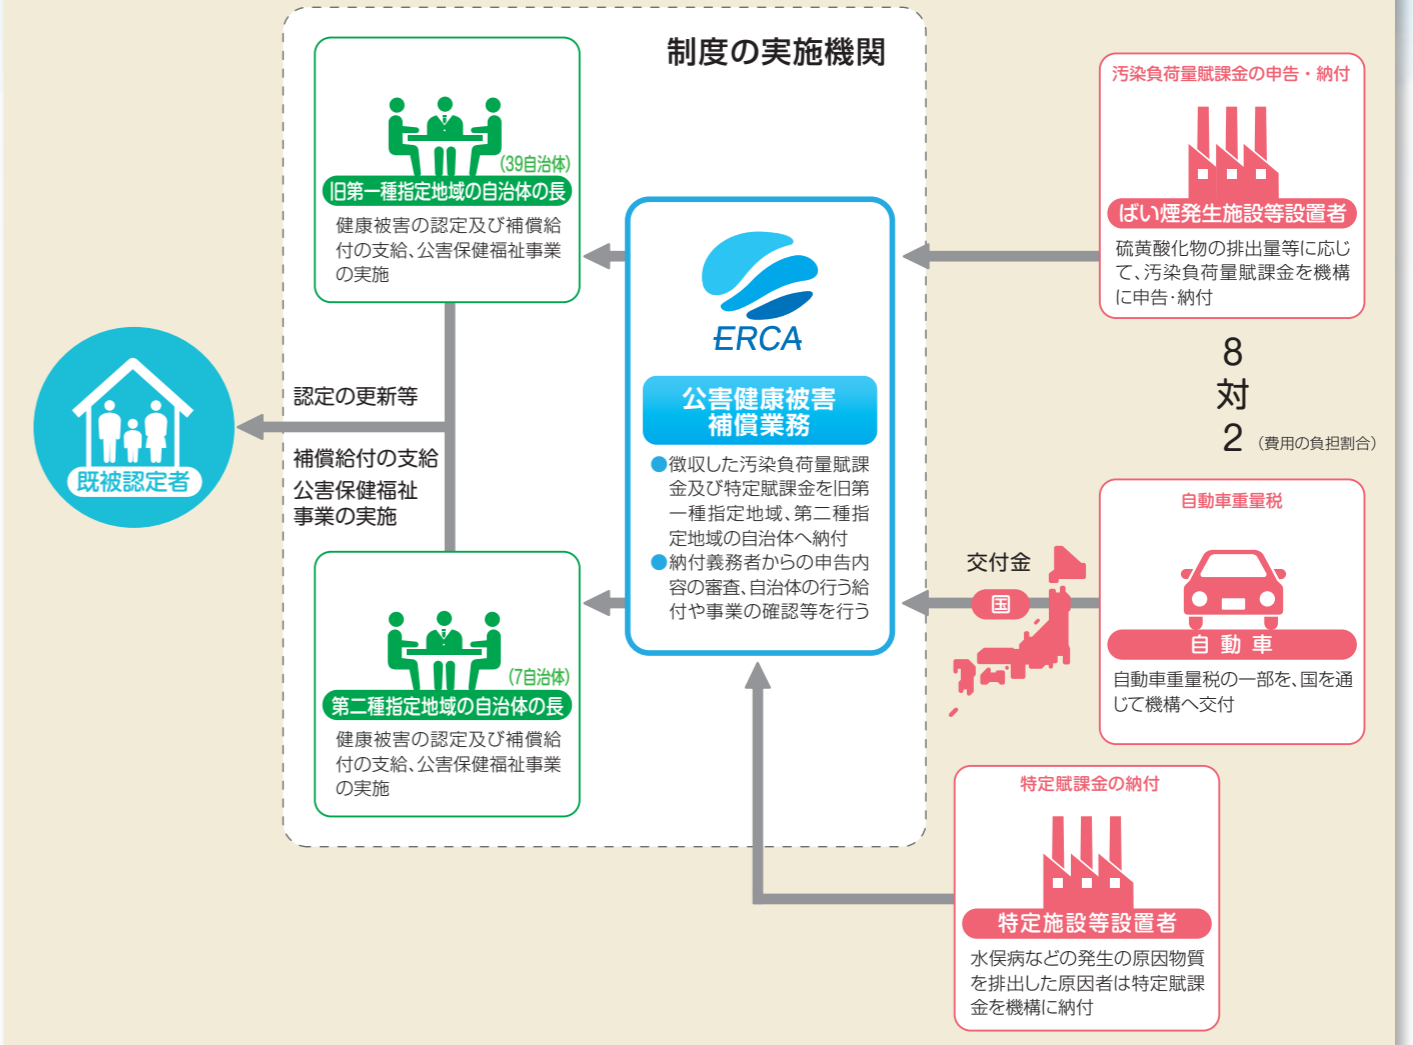 制度の実施機関
(39自治体)
旧第一種指定地域の自治体の長
健康被害の認定及び補償給
付の支給、公害保健福祉事業
の実施
既被認定者
認定の更新等
補償給付の支給
公害保健福祉
事業の実施
(7自治体)
第二種指定地域の自治体の長
健康被害の認定及び補償給
付の支給、公害保健福祉事業
の実施
ERCA
公害健康被害
補償業務
●徴収した汚染負荷量賦課
金及び特定賦課金を旧第
一種指定地域、第二種指
定地域の自治体へ納付
●納付義務者からの申告内
容の審査、自治体の行う給
付や事業の確認等を行う
汚染負荷量賦課金の申告・納付
ばい煙発生施設等設置者
硫黄酸化物の排出量等に応じ
て、汚染負荷量賦課金を機構
に申告・納付
8
対
2 (費用の負担割合)
交付金
国
自動車重量税
自動車
自動車重量税の一部を、国を通
じて機構へ交付
特定賦課金の納付
特定施設等設置者
水俣病などの発生の原因物質
を排出した原因者は特定賦課
金を機構に納付